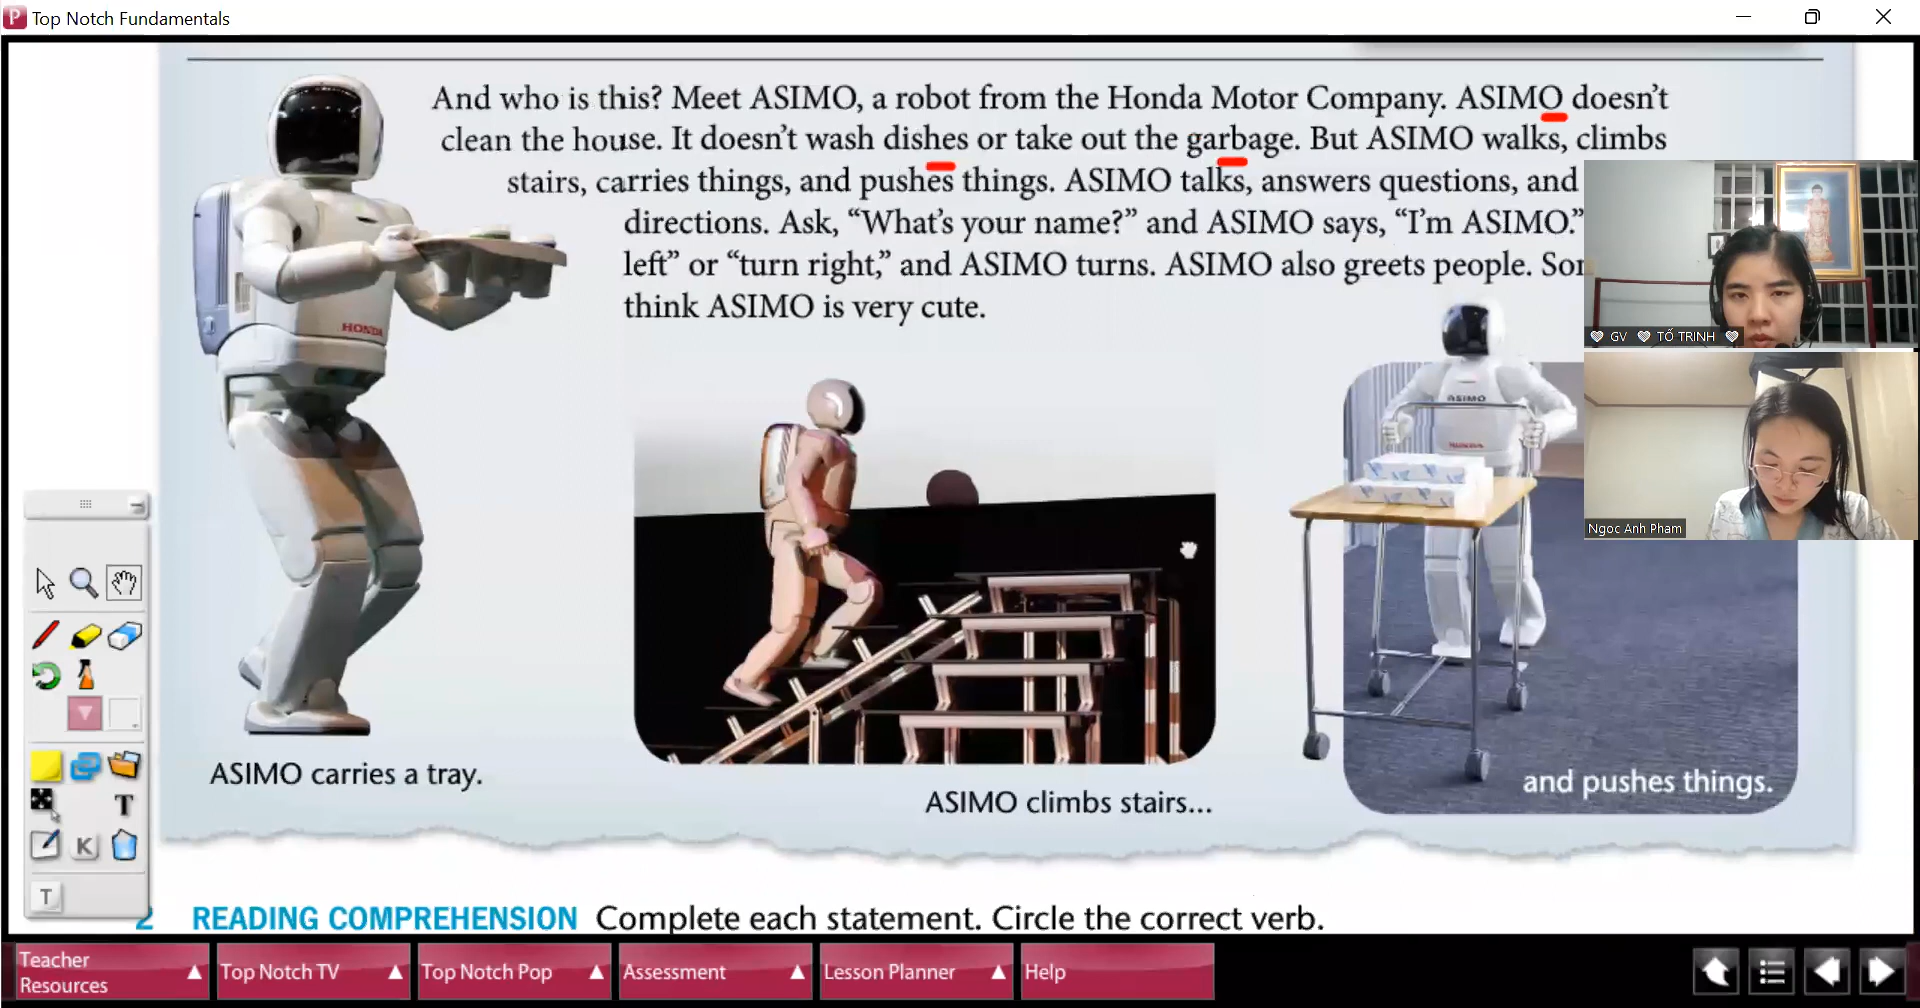 Top Notch Fundamentals
And who is this? Meet ASIMO, a robot from the Honda Motor Company. ASIMO doesn't
clean the house. It doesn't wash dishes or take out the garbage. But ASIMO walks, climbs
stairs, carries things, and pushes things. ASIMO talks, answers questions, and
directions. Ask, “What's your name?” and ASIMO says, “I'm ASIMO.”
left” or “turn right,” and ASIMO turns. ASIMO also greets people.
think ASIMO is very cute.
HONDA
ASIMO
HONDA
GV TỐ TRINH
Ngoc Anh Pham
ASIMO carries a tray.
ASIMO climbs stairs...
and pushes things.
T
K
T
2 READING COMPREHENSION Complete each statement. Circle the correct verb.
Teacher
Resources
Top Notch TV
Top Notch Pop
Assessment
Lesson Planner
Help